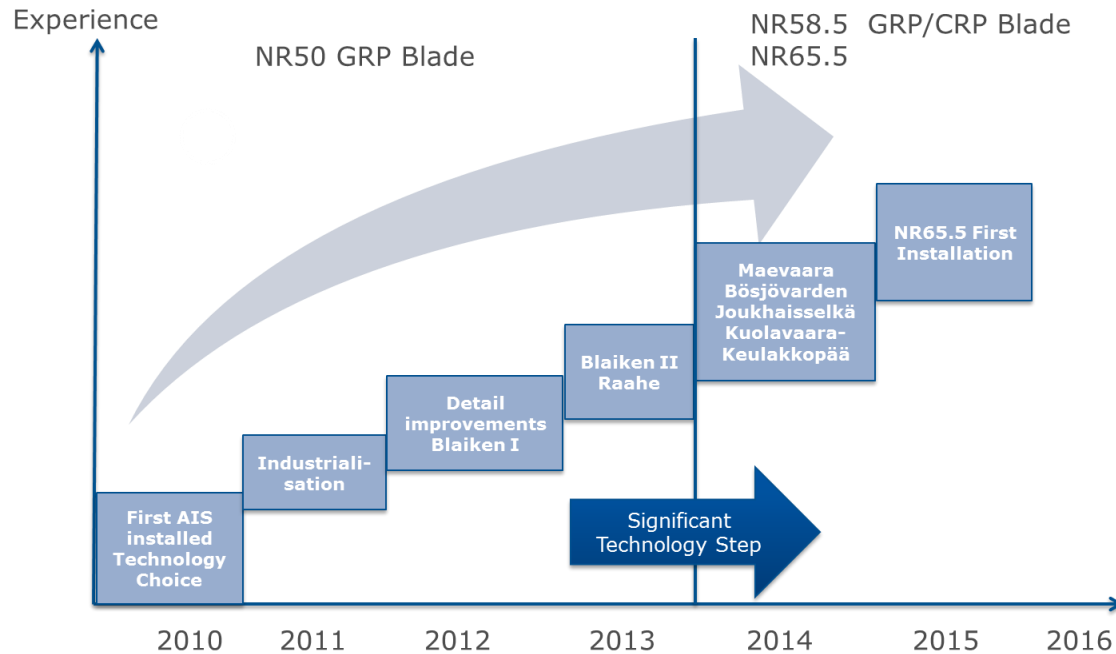 Experience
NR50 GRP Blade
NR58.5 GRP/CRP Blade
NR65.5
NR65.5 First
Installation
Maevaara
Bösjövarden
Joukhaisselkä
Kuolavaara-
Keulakkopää
Blaiken II
Raahe
Detail
improvements
Blaiken I
Industriali-
sation
First AIS
installed
Technology
Choice
Significant
Technology Step
2010 2011 2012 2013 2014 2015 2016